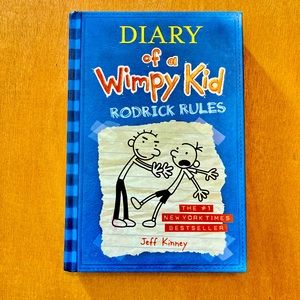 DIARY
of a
Wimpy Kid
RODRICK RULES
THE #1
NEW YORK TIMES
BESTSELLER
Jeff Kinney